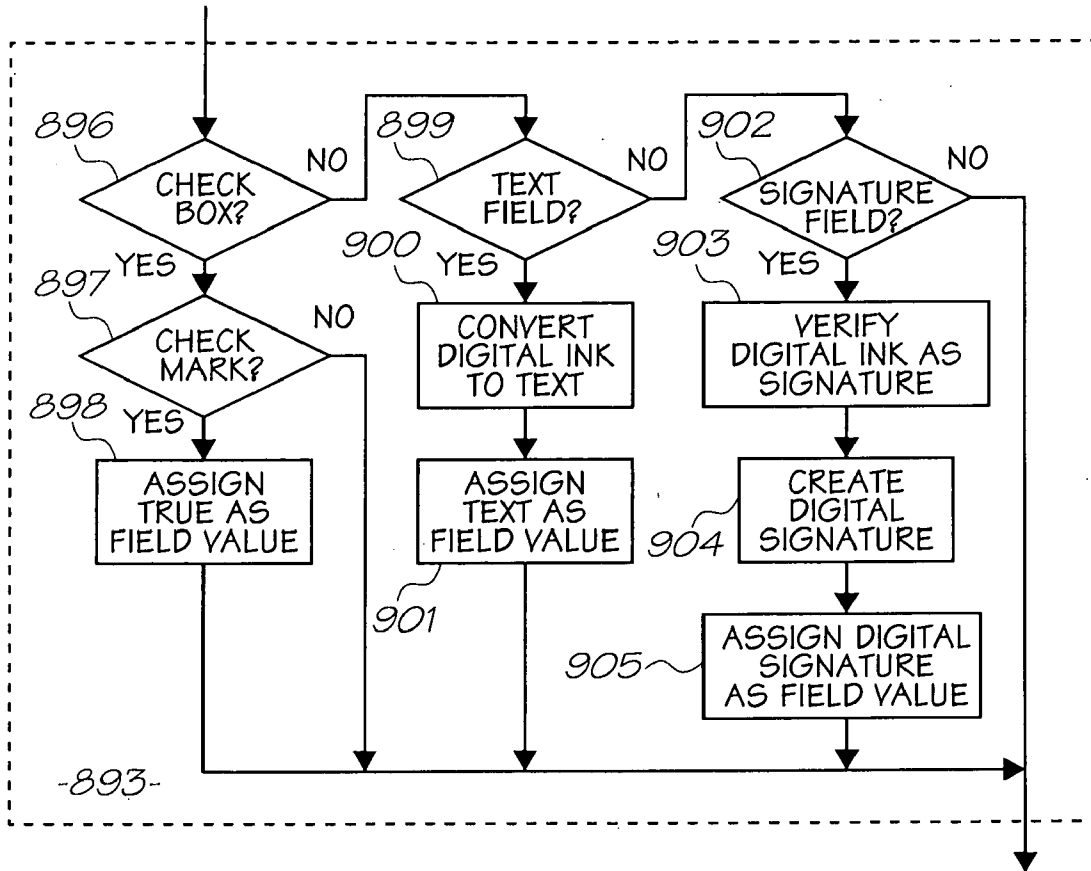 896
CHECK
BOX?
NO
YES
897
CHECK
MARK?
NO
YES
898
ASSIGN
TRUE AS
FIELD VALUE
899
TEXT
FIELD?
NO
YES
900
CONVERT
DIGITAL INK
TO TEXT
ASSIGN
TEXT AS
FIELD VALUE
901
902
SIGNATURE
FIELD?
NO
YES
903
VERIFY
DIGITAL INK AS
SIGNATURE
CREATE
DIGITAL
SIGNATURE
904
ASSIGN DIGITAL
SIGNATURE
AS FIELD VALUE
905
-893-